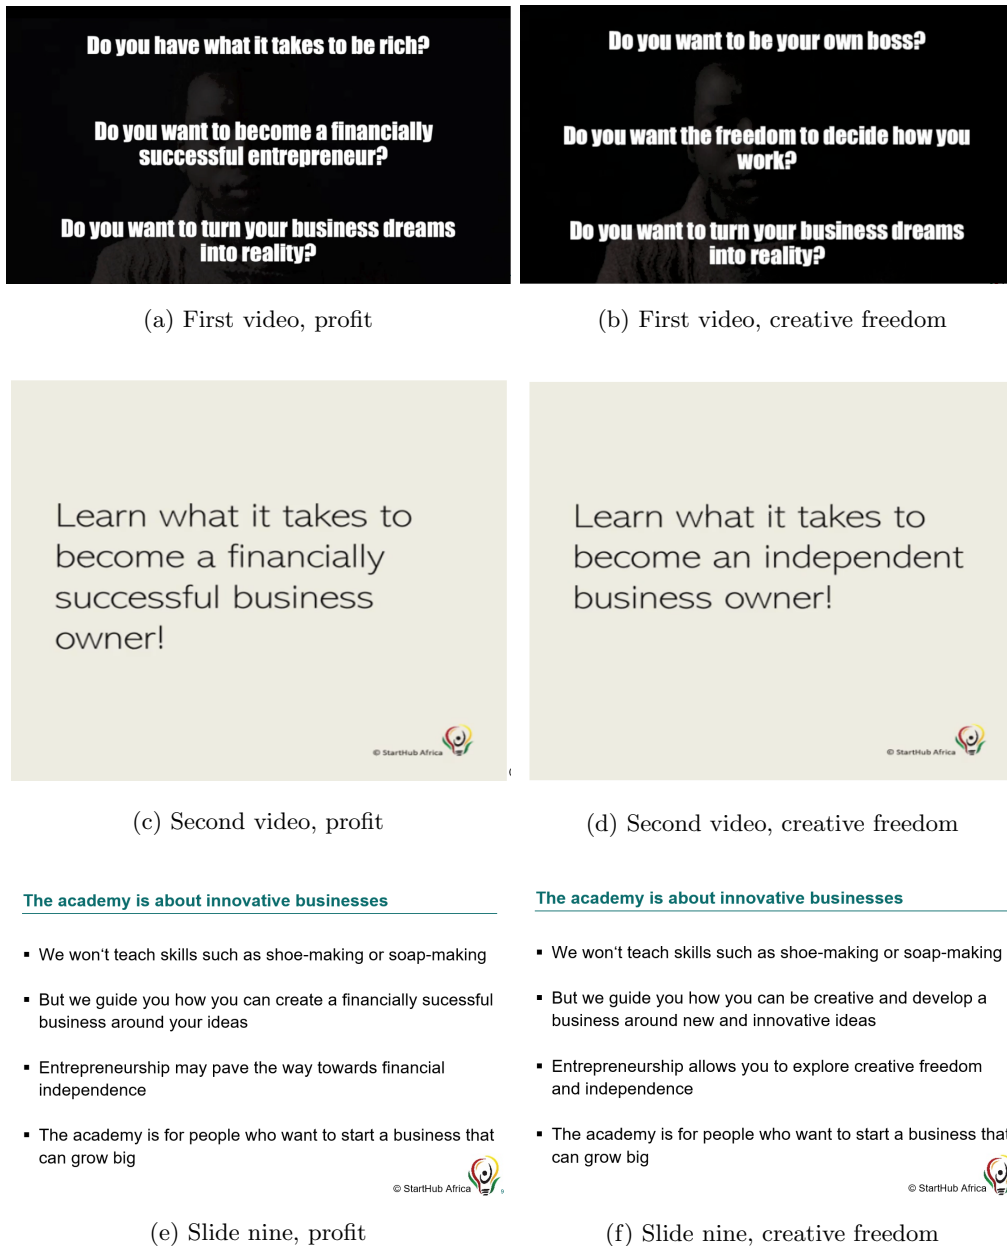 Do you have what it takes to be rich?
Do you want to become a financially
successful entrepreneur?
Do you want to turn your business dreams
into reality?
(a) First video, profit
Do you want to be your own boss?
Do you want the freedom to decide how you
work?
Do you want to turn your business dreams
into reality?
(b) First video, creative freedom
Learn what it takes to
become a financially
successful business
owner!
© StartHub Africa
(c) Second video, profit
Learn what it takes to
become an independent
business owner!
© StartHub Africa
(d) Second video, creative freedom
The academy is about innovative businesses
▪ We won't teach skills such as shoe-making or soap-making
▪ But we guide you how you can create a financially sucessful
business around your ideas
▪ Entrepreneurship may pave the way towards financial
independence
▪ The academy is for people who want to start a business that
can grow big
© StartHub Africa
9
(e) Slide nine, profit
The academy is about innovative businesses
▪ We won't teach skills such as shoe-making or soap-making
▪ But we guide you how you can be creative and develop a
business around new and innovative ideas
▪ Entrepreneurship allows you to explore creative freedom
and independence
▪ The academy is for people who want to start a business that
can grow big
© StartHub Africa
(f) Slide nine, creative freedom